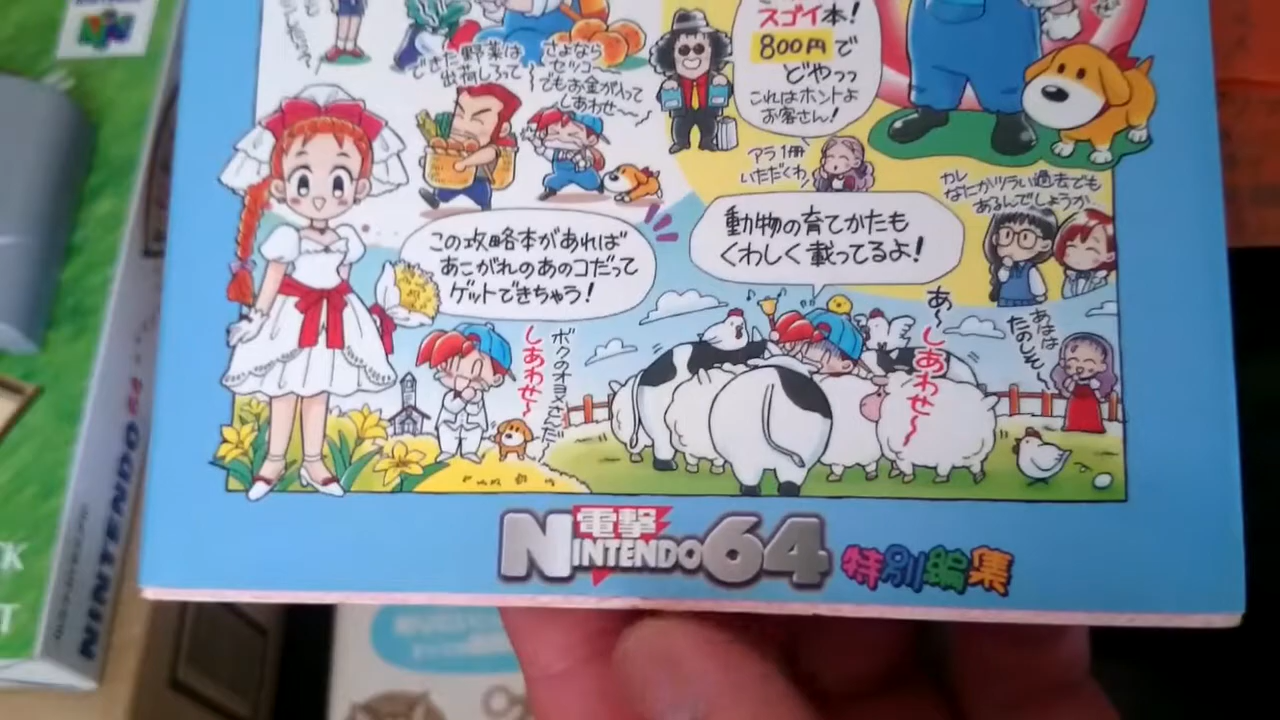 スゴイ本!
800円で
どやっっ
これはホントよ
お客さん!
できた野菜は
出荷しろって
さよなら
セッコー
でもお金が入って
しあわせ〜
アラ1冊
いただくわ
カレ
なにかツラい過去でも
あるんでしょうか
この攻略本があれば
あこがれのあのコだって
ゲットできちゃう!
動物の育てかたも
くわしく載ってるよ!
ボクのオヨメさんだ〜
しあわせ〜
あ〜しあわせ〜
あはは
たのしそ〜
電撃
NINTENDO64
特別編集
NINTENDO64